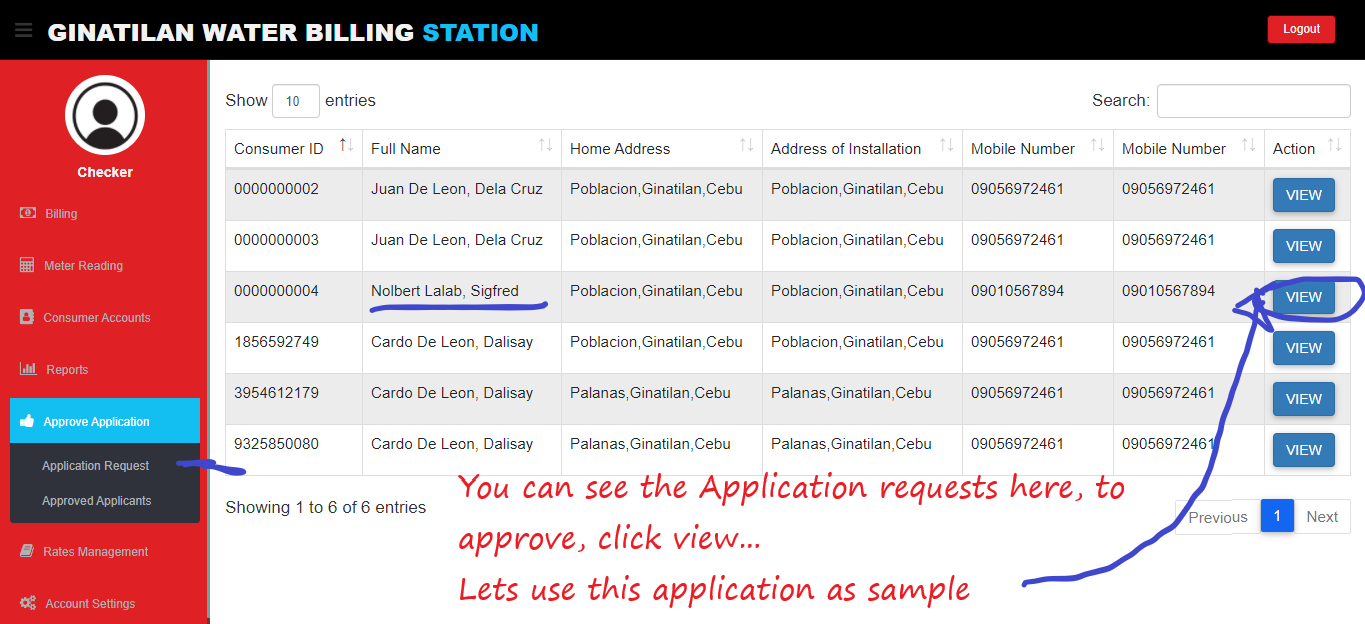 GINATILAN WATER BILLING STATION
Logout
Checker
Billing
Meter Reading
Consumer Accounts
Reports
Approve Application
Application Request
Approved Applicants
Rates Management
Account Settings
Show 10 entries
Search:
Consumer ID Full Name Home Address Address of Installation Mobile Number Mobile Number Action
0000000002 Juan De Leon, Dela Cruz Poblacion,Ginatilan,Cebu Poblacion,Ginatilan,Cebu 09056972461 09056972461 VIEW
0000000003 Juan De Leon, Dela Cruz Poblacion,Ginatilan,Cebu Poblacion,Ginatilan,Cebu 09056972461 09056972461 VIEW
0000000004 Nolbert Lalab, Sigfred Poblacion,Ginatilan,Cebu Poblacion,Ginatilan,Cebu 09010567894 09010567894 VIEW
1856592749 Cardo De Leon, Dalisay Poblacion,Ginatilan,Cebu Poblacion,Ginatilan,Cebu 09056972461 09056972461 VIEW
3954612179 Cardo De Leon, Dalisay Palanas,Ginatilan,Cebu Palanas,Ginatilan,Cebu 09056972461 09056972461 VIEW
9325850080 Cardo De Leon, Dalisay Palanas,Ginatilan,Cebu Palanas,Ginatilan,Cebu 09056972461 09056972461 VIEW
Showing 1 to 6 of 6 entries
Previous 1 Next
You can see the Application requests here, to
approve, click view...
Lets use this application as sample